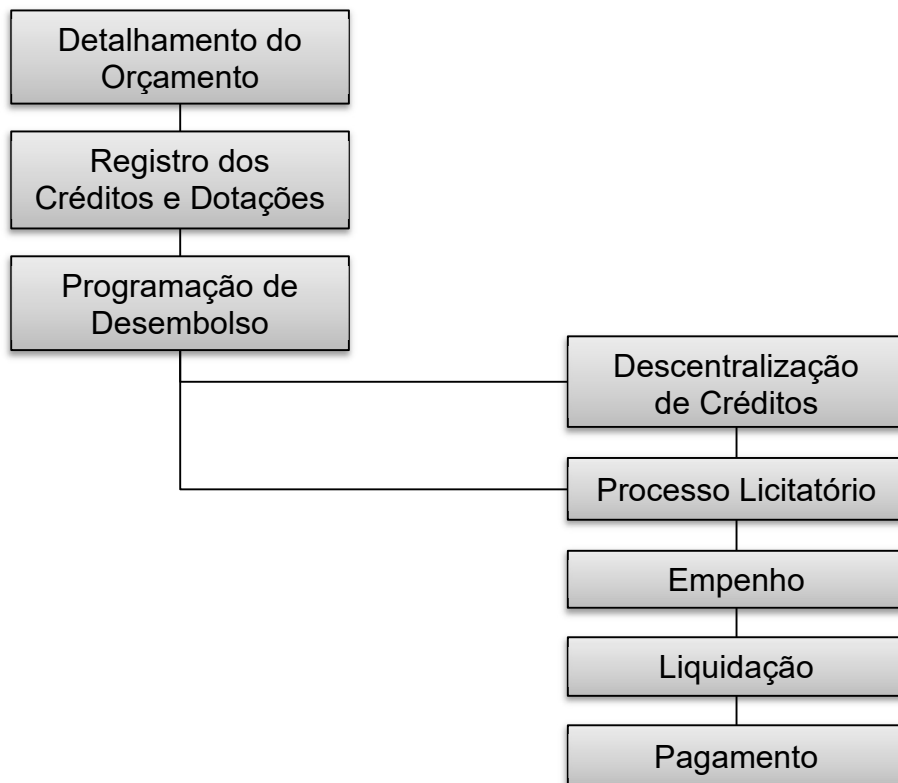 Detalhamento do
Orçamento
Registro dos
Créditos e Dotações
Programação de
Desembolso
Descentralização
de Créditos
Processo Licitatório
Empenho
Liquidação
Pagamento